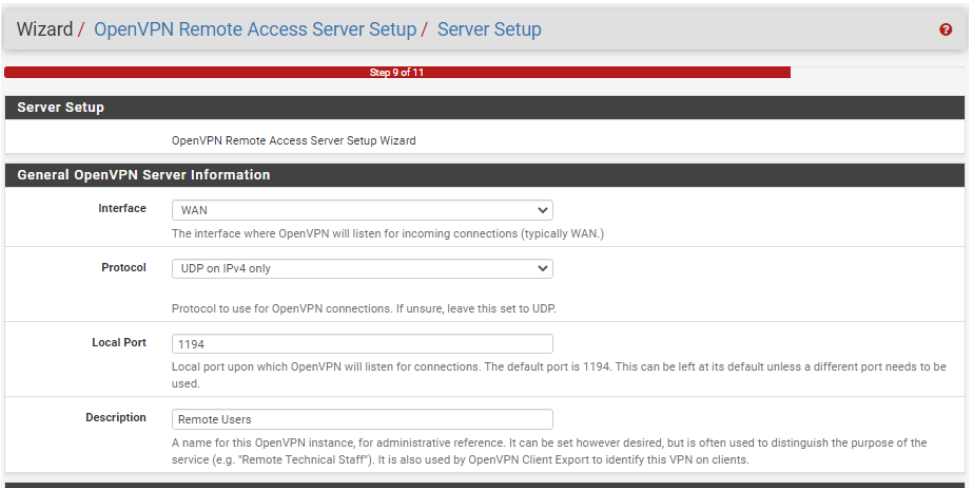 Wizard / OpenVPN Remote Access Server Setup / Server Setup
Step 9 of 11
Server Setup
OpenVPN Remote Access Server Setup Wizard
General OpenVPN Server Information
Interface
WAN
The interface where OpenVPN will listen for incoming connections (typically WAN.)
Protocol
UDP on IPv4 only
Protocol to use for OpenVPN connections. If unsure, leave this set to UDP.
Local Port
1194
Local port upon which OpenVPN will listen for connections. The default port is 1194. This can be left at its default unless a different port needs to be
used.
Description
Remote Users
A name for this OpenVPN instance, for administrative reference. It can be set however desired, but is often used to distinguish the purpose of the
service (e.g. "Remote Technical Staff"). It is also used by OpenVPN Client Export to identify this VPN on clients.